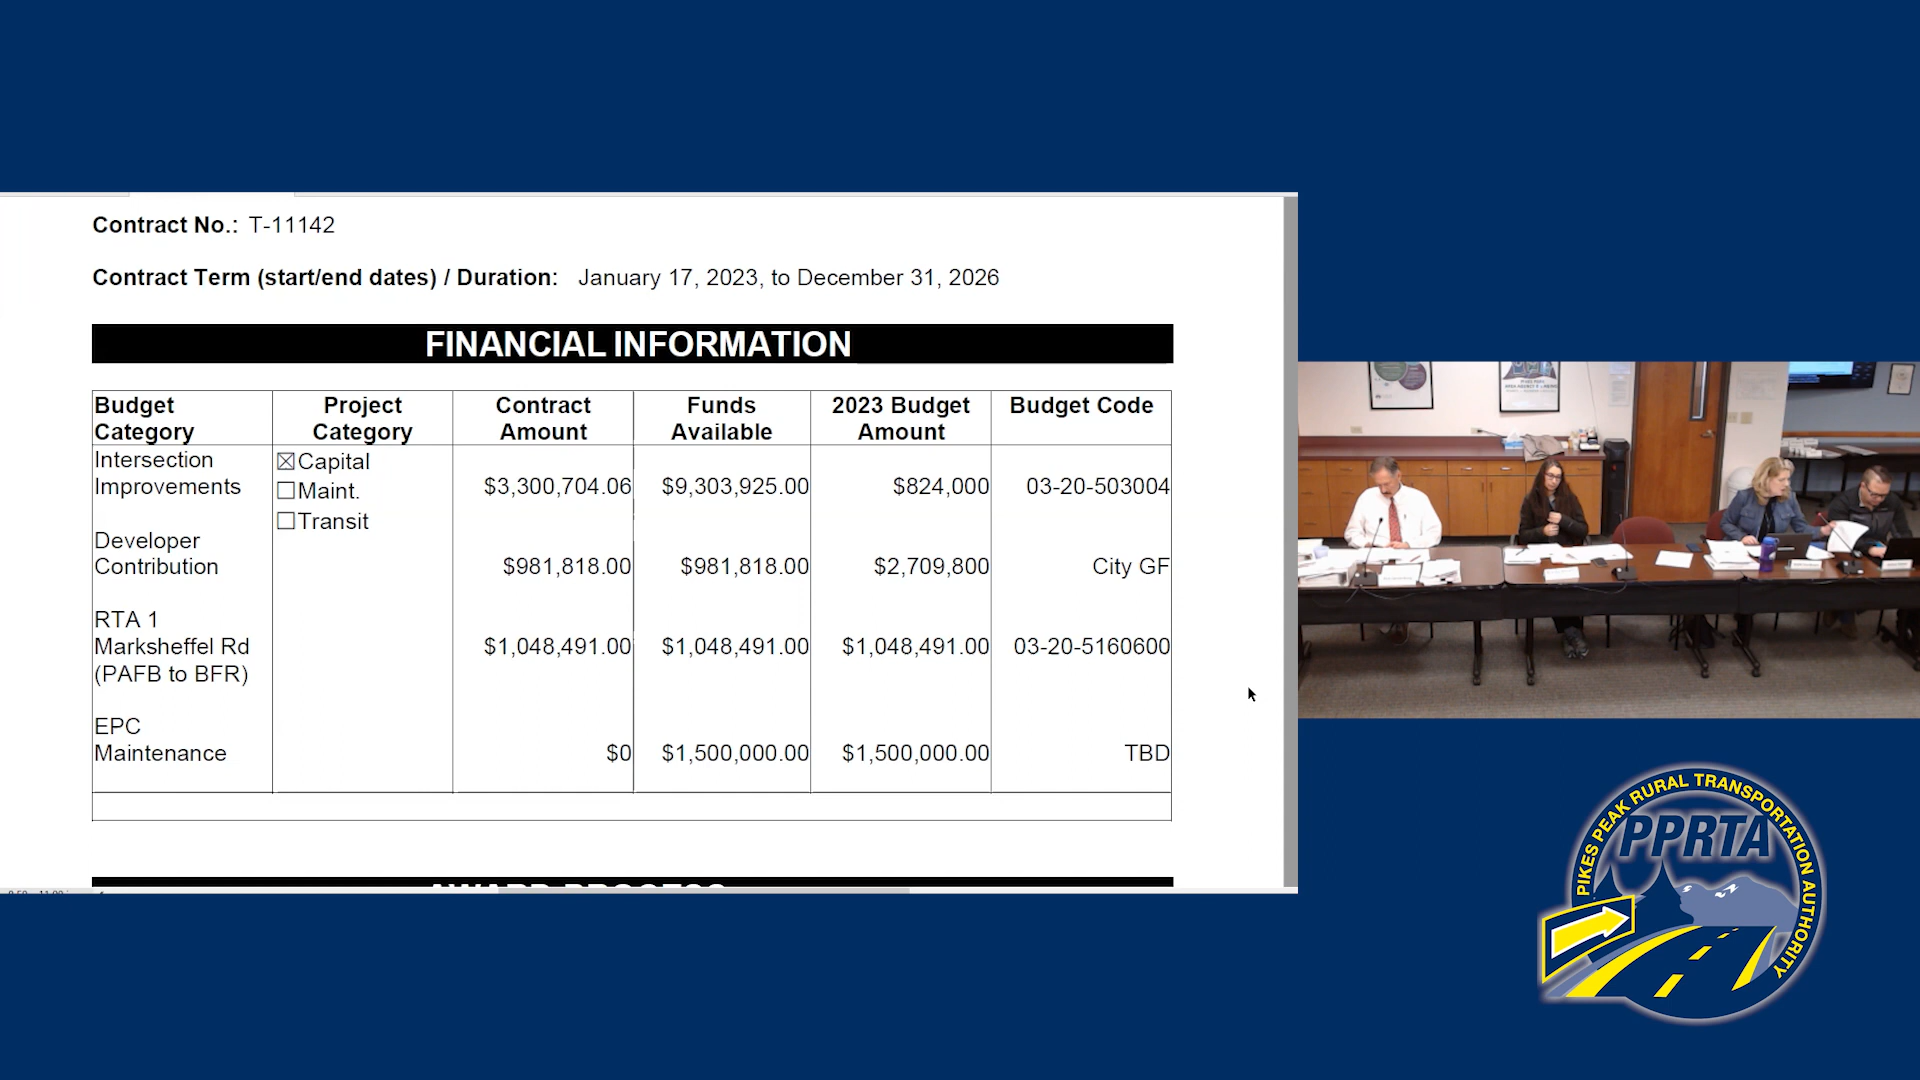 Contract No.: T-11142
Contract Term (start/end dates) / Duration: January 17, 2023, to December 31, 2026
FINANCIAL INFORMATION
Budget Category Project Category Contract Amount Funds Available 2023 Budget Amount Budget Code
Intersection Improvements ☒Capital $3,300,704.06 $9,303,925.00 $824,000 03-20-503004
☐Maint.
☐Transit
Developer Contribution $981,818.00 $981,818.00 $2,709,800 City GF
RTA 1 Marksheffel Rd (PAFB to BFR) $1,048,491.00 $1,048,491.00 $1,048,491.00 03-20-5160600
EPC Maintenance $0 $1,500,000.00 $1,500,000.00 TBD
AWARD PROCESS
PIKES PEAK RURAL TRANSPORTATION AUTHORITY
PPRTA